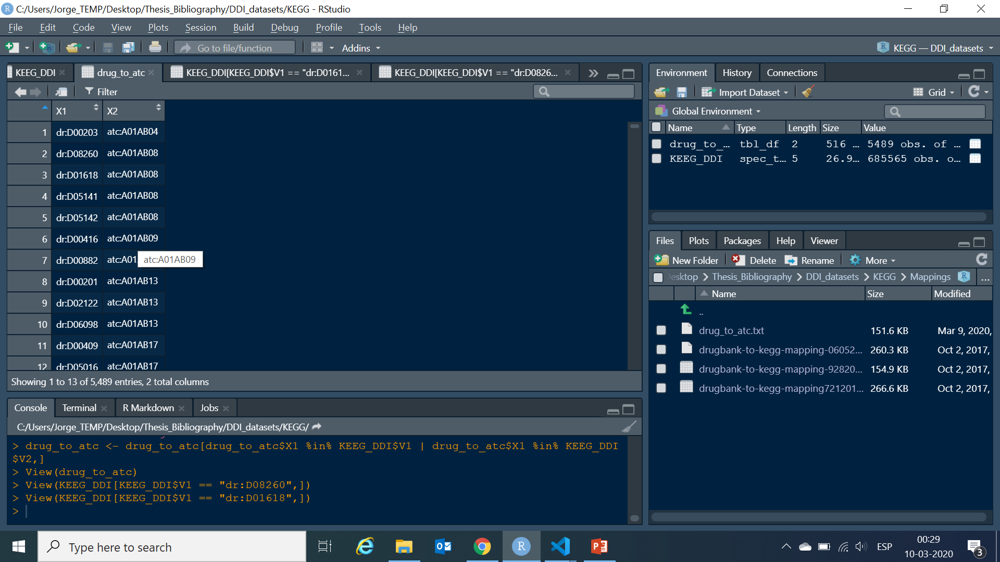 C:/Users/Jorge_TEMP/Desktop/Thesis_Bibliography/DDI_datasets/KEGG - RStudio
File Edit Code View Plots Session Build Debug Profile Tools Help
Go to file/function Addins KEGG — DDI_datasets
KEEG_DDI drug_to_atc KEEG_DDI[KEEG_DDI$V1 == "dr:D0161... KEEG_DDI[KEEG_DDI$V1 == "dr:D0826...
Filter
X1 X2
1 dr:D00203 atc:A01AB04
2 dr:D08260 atc:A01AB08
3 dr:D01618 atc:A01AB08
4 dr:D05141 atc:A01AB08
5 dr:D05142 atc:A01AB08
6 dr:D00416 atc:A01AB09
7 dr:D00882 atc:A01
atc:A01AB09
8 dr:D00201 atc:A01AB13
9 dr:D02122 atc:A01AB13
10 dr:D06098 atc:A01AB13
11 dr:D00409 atc:A01AB17
12 dr:D05016 atc:A01AB17
Showing 1 to 13 of 5,489 entries, 2 total columns
Console Terminal R Markdown Jobs
C:/Users/Jorge_TEMP/Desktop/Thesis_Bibliography/DDI_datasets/KEGG/
> drug_to_atc <- drug_to_atc[drug_to_atc$X1 %in% KEEG_DDI$V1 | drug_to_atc$X1 %in% KEEG_DDI
$V2,]
> View(drug_to_atc)
> View(KEEG_DDI[KEEG_DDI$V1 == "dr:D08260",])
> View(KEEG_DDI[KEEG_DDI$V1 == "dr:D01618",])
>
Environment History Connections
Import Dataset Grid
Global Environment
Name Type Length Size Value
drug_to_... tbl_df 2 516 ... 5489 obs. of ...
KEEG_DDI spec_t... 5 26.9... 685565 obs. o...
Files Plots Packages Help Viewer
New Folder Delete Rename More
esktop > Thesis_Bibliography > DDI_datasets > KEGG > Mappings ...
Name Size Modified
..
drug_to_atc.txt 151.6 KB Mar 9, 2020,
drugbank-to-kegg-mapping-06052... 260.3 KB Oct 2, 2017,
drugbank-to-kegg-mapping-92820... 154.9 KB Oct 2, 2017,
drugbank-to-kegg-mapping721201... 266.6 KB Oct 2, 2017,
Type here to search
ESP
00:29
10-03-2020
3